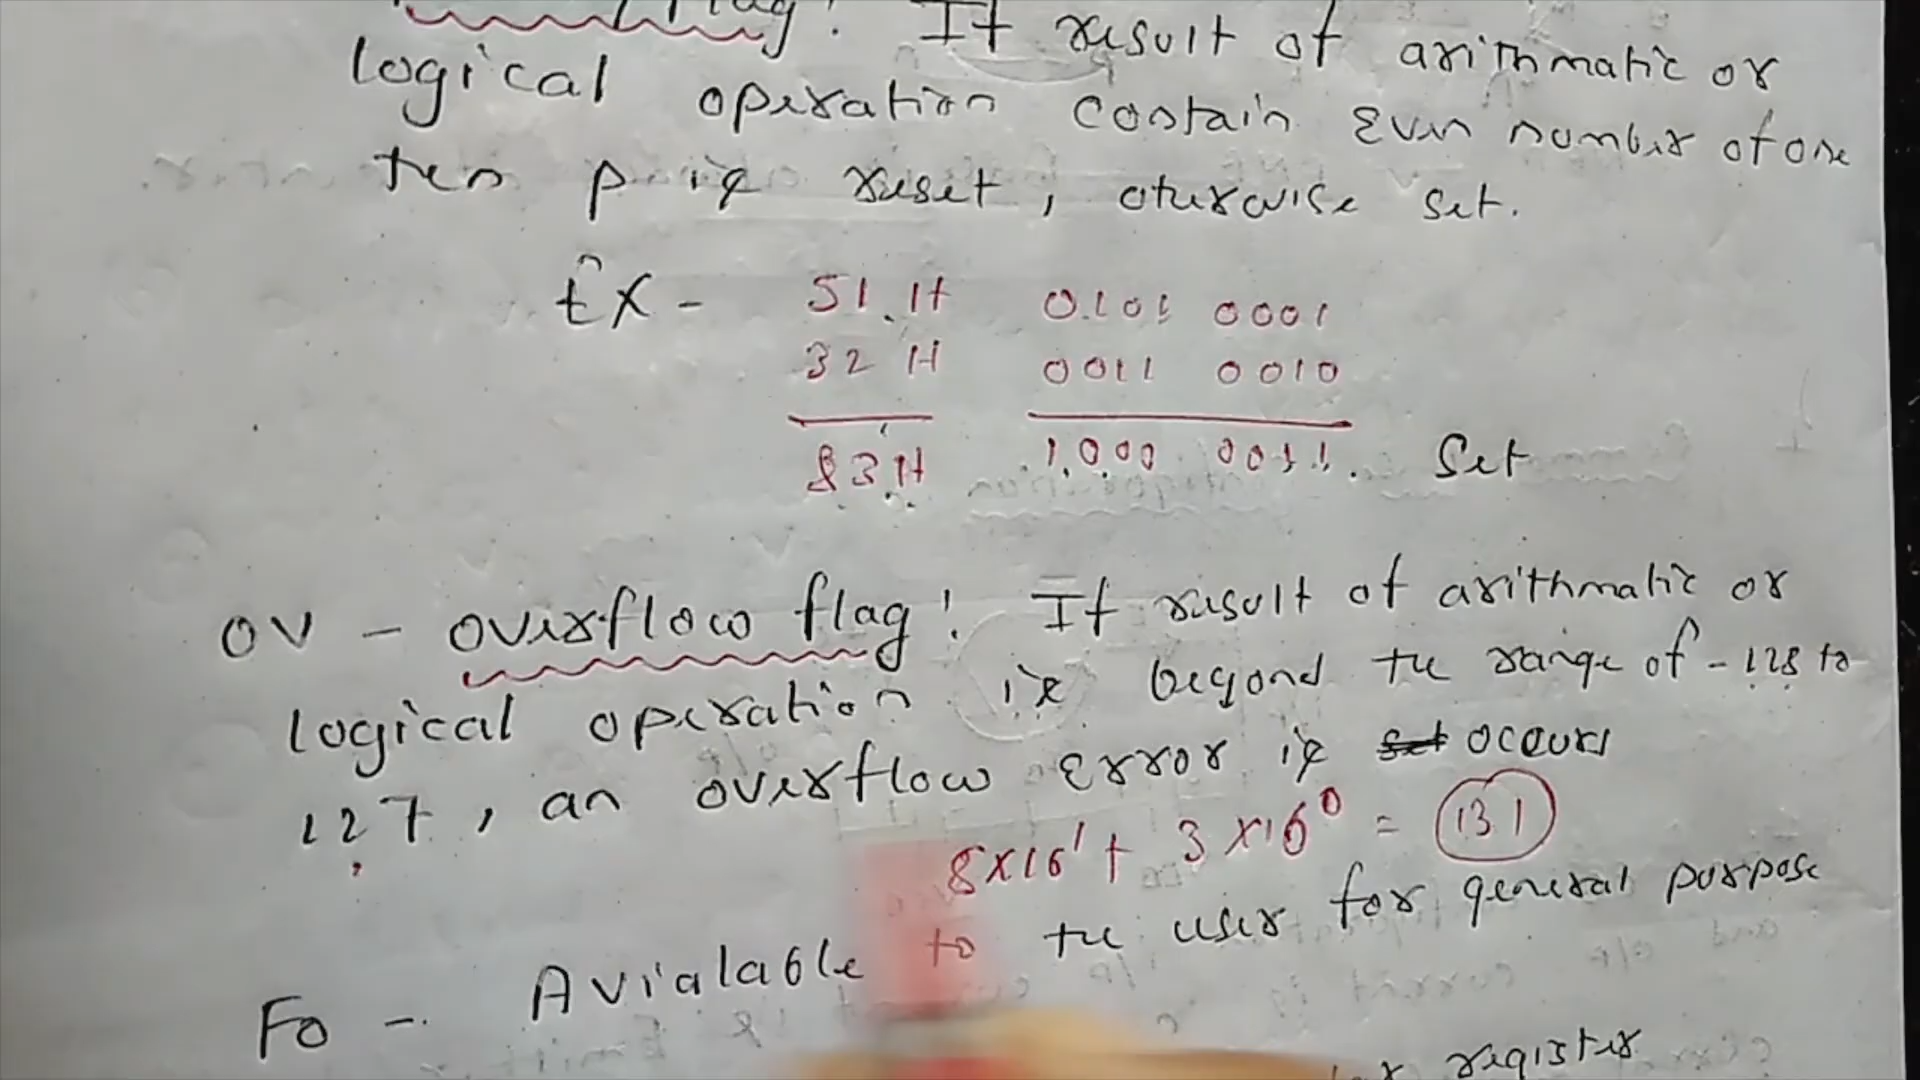 flag! If result of arithmatic or
logical operation contain even number of one
then p is reset, otherwise set.
EX - 51 H 0101 0001
32 H 0011 0010
83 H 1000 0011. Set
OV - overflow flag! If result of arithmatic or
logical operation is beyond the range of -128 to
127, an overflow error is set occurs
8x16¹ + 3x16⁰ = 131
F0 - Avialable to the user for general purpose
register